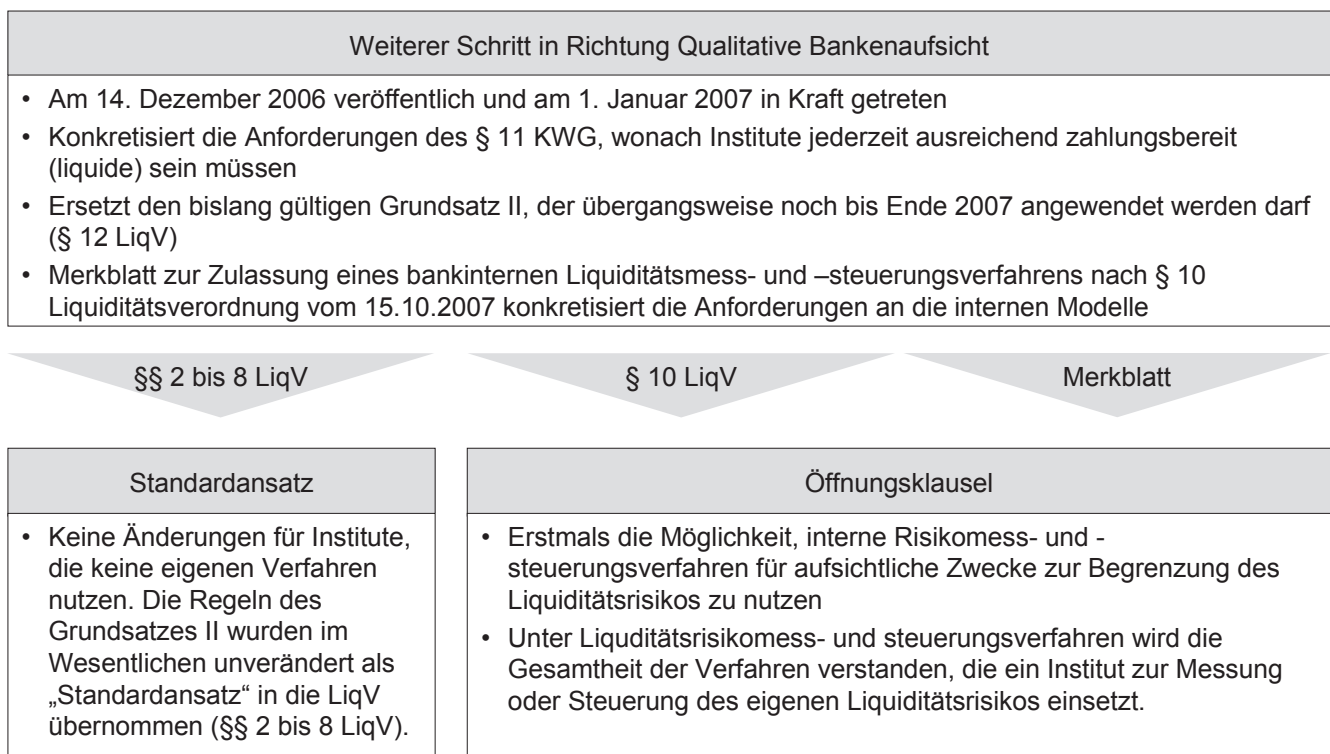 Weiterer Schritt in Richtung Qualitative Bankenaufsicht
• Am 14. Dezember 2006 veröffentlich und am 1. Januar 2007 in Kraft getreten
• Konkretisiert die Anforderungen des § 11 KWG, wonach Institute jederzeit ausreichend zahlungsbereit
(liquide) sein müssen
• Ersetzt den bislang gültigen Grundsatz II, der übergangsweise noch bis Ende 2007 angewendet werden darf
(§ 12 LiqV)
• Merkblatt zur Zulassung eines bankinternen Liquiditätsmess- und –steuerungsverfahrens nach § 10
Liquiditätsverordnung vom 15.10.2007 konkretisiert die Anforderungen an die internen Modelle
§§ 2 bis 8 LiqV
§ 10 LiqV
Merkblatt
Standardansatz
• Keine Änderungen für Institute,
die keine eigenen Verfahren
nutzen. Die Regeln des
Grundsatzes II wurden im
Wesentlichen unverändert als
„Standardansatz“ in die LiqV
übernommen (§§ 2 bis 8 LiqV).
Öffnungsklausel
• Erstmals die Möglichkeit, interne Risikomess- und -
steuerungsverfahren für aufsichtliche Zwecke zur Begrenzung des
Liquiditätsrisikos zu nutzen
• Unter Liquditätsrisikomess- und steuerungsverfahren wird die
Gesamtheit der Verfahren verstanden, die ein Institut zur Messung
oder Steuerung des eigenen Liquiditätsrisikos einsetzt.